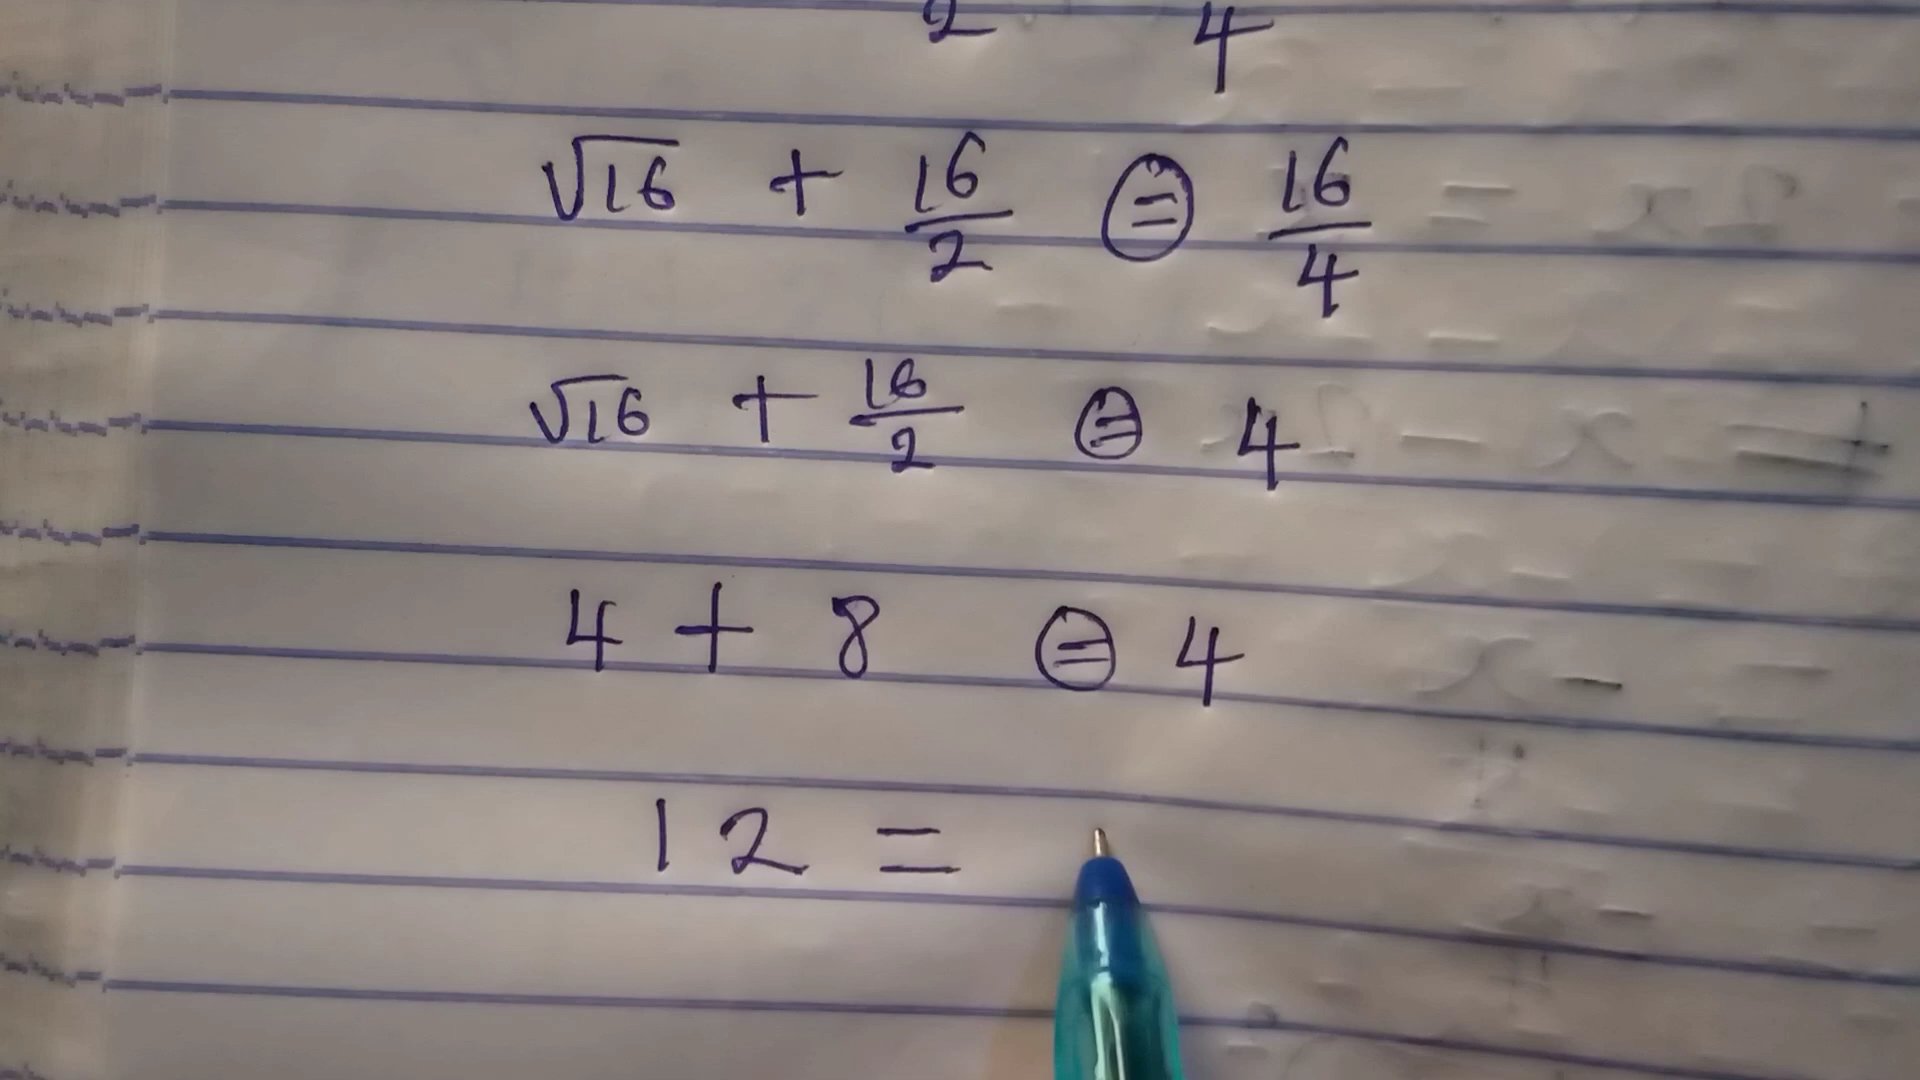 2 4
√16 + 16/2 ⊜ 16/4
√16 + 16/2 ⊜ 4
4 + 8 ⊜ 4
12 =